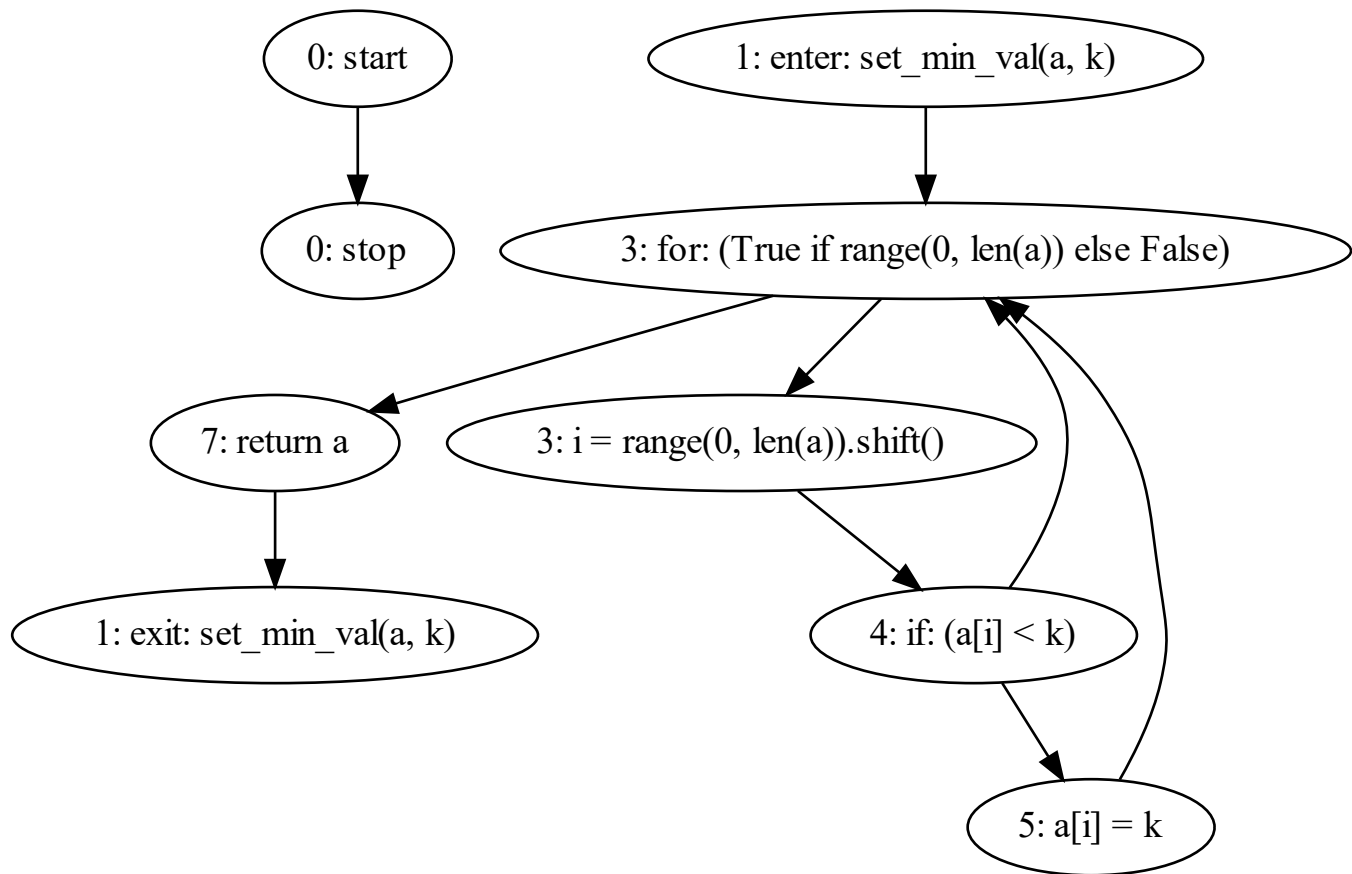 0: start
1: enter: set_min_val(a, k)
0: stop
3: for: (True if range(0, len(a)) else False)
7: return a
3: i = range(0, len(a)).shift()
1: exit: set_min_val(a, k)
4: if: (a[i] < k)
5: a[i] = k